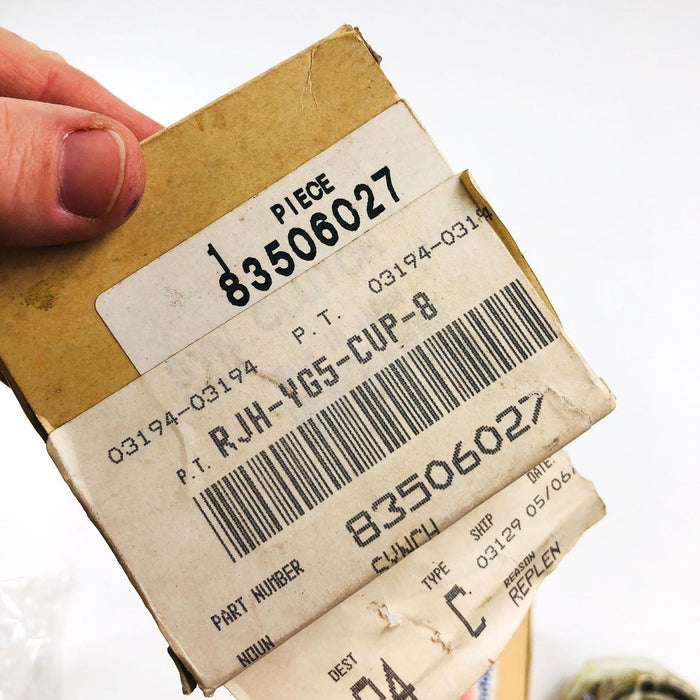 1 PIECE
83506027
03194-03194 P.T. 03194-0319
P.T. RJH-YG5-CUP-8
PART NUMBER 83506027
NOUN
DEST TYPE SHIP DATE
C 03129 05/06/
REASON
REPLEN